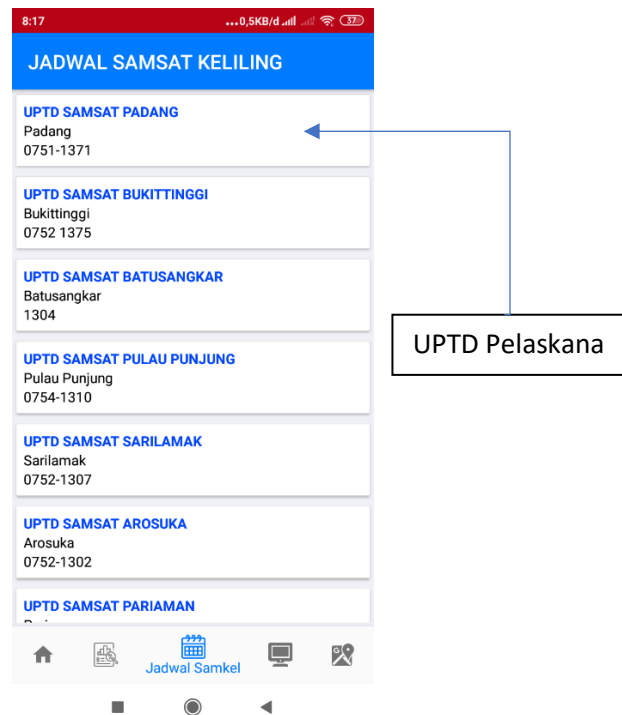 8:17
...0,5KB/d
37
JADWAL SAMSAT KELILING
UPTD SAMSAT PADANG
Padang
0751-1371
UPTD SAMSAT BUKITTINGGI
Bukittinggi
0752 1375
UPTD SAMSAT BATUSANGKAR
Batusangkar
1304
UPTD SAMSAT PULAU PUNJUNG
Pulau Punjung
0754-1310
UPTD SAMSAT SARILAMAK
Sarilamak
0752-1307
UPTD SAMSAT AROSUKA
Arosuka
0752-1302
UPTD SAMSAT PARIAMAN
Jadwal Samkel
UPTD Pelaskana